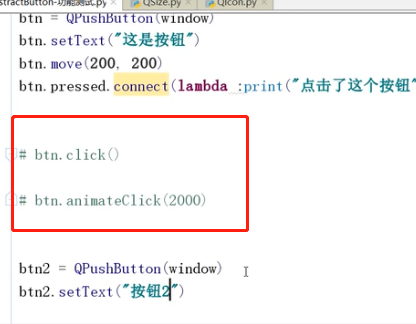 stractButton-功能测试.py × QSize.py × QIcon.py ×
btn = QPushButton(window)
btn.setText("这是按钮")
btn.move(200, 200)
btn.pressed.connect(lambda :print("点击了这个按钮"
# btn.click()
# btn.animateClick(2000)
btn2 = QPushButton(window)
btn2.setText("按钮2")